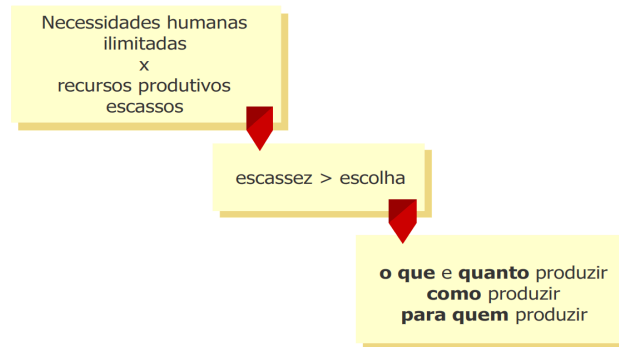 Necessidades humanas
ilimitadas
x
recursos produtivos
escassos
escassez > escolha
o que e quanto produzir
como produzir
para quem produzir